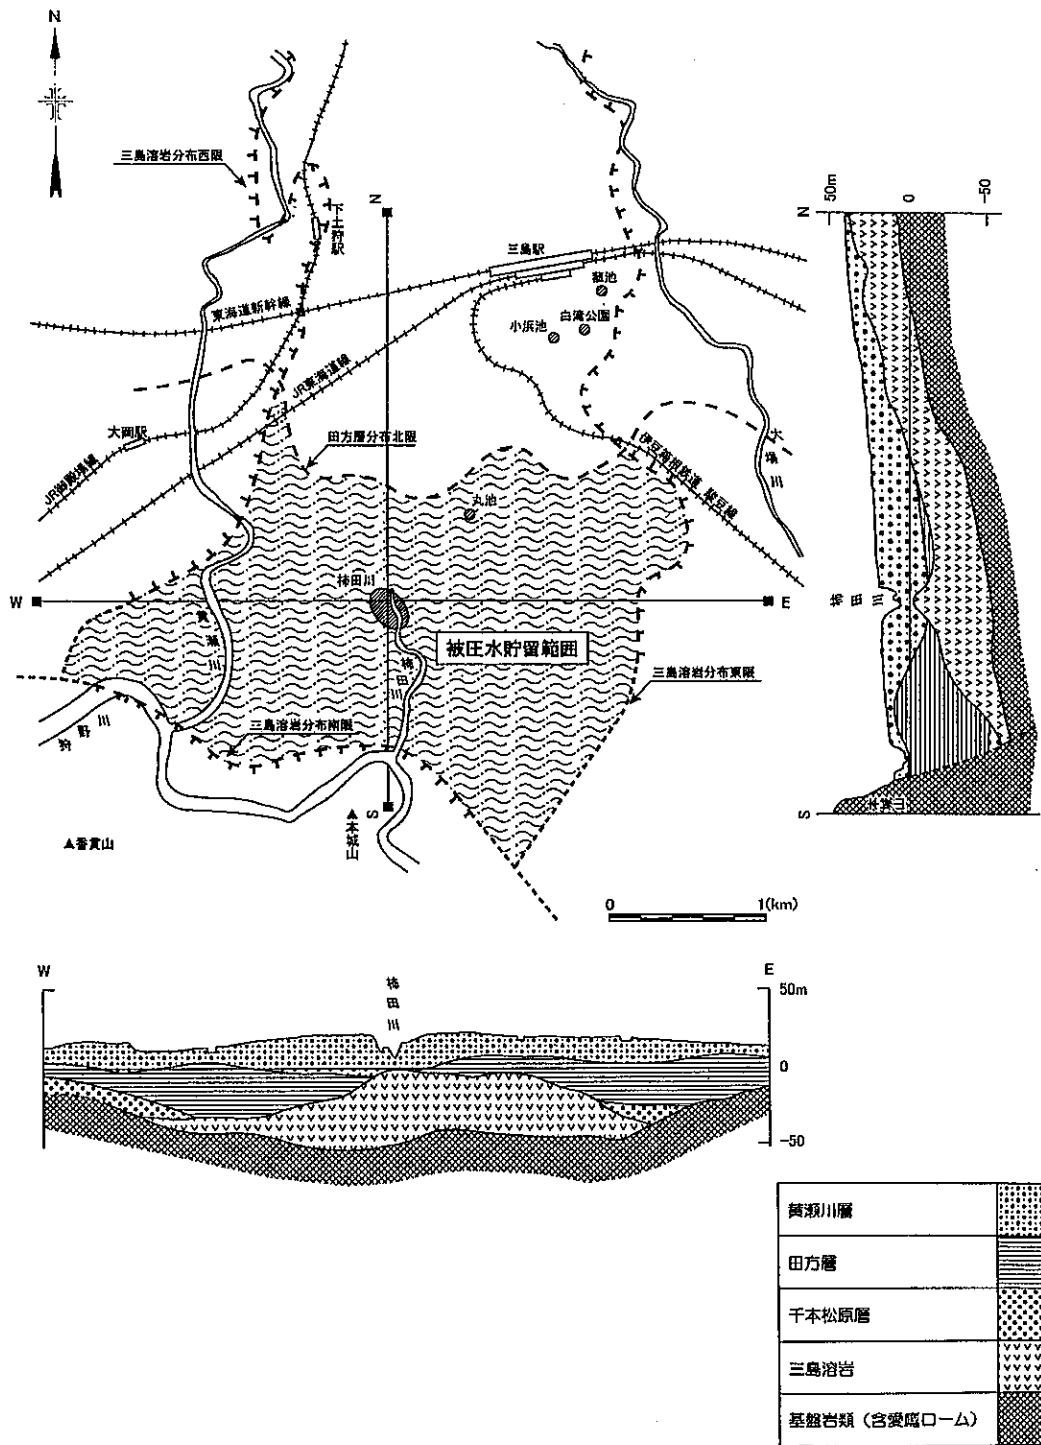 N
三島溶岩分布西限
下土狩駅
N
三島駅
菰池
白滝公園
小浜池
東海道新幹線
JR東海道線
大岡駅
JR御殿場線
田方層分布北限
伊豆箱根鉄道 駿豆線
大場川
丸池
柿田川
W
E
被圧水貯留範囲
黄瀬川
柿田川
三島溶岩分布東限
三島溶岩分布南限
狩野川
S
▲本城山
▲香貫山
0
1(km)
50m
0
-50
N
柿田川
S
W
E
柿田川
50m
0
-50
黄瀬川層
田方層
千本松原層
三島溶岩
基盤岩類(含愛鷹ローム)